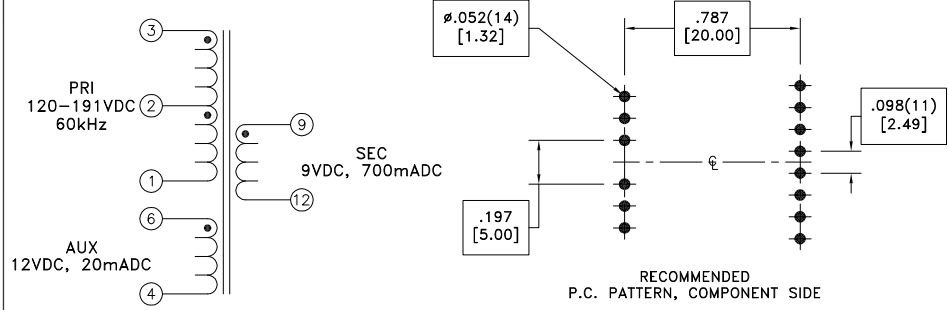 3
PRI
120-191VDC
60kHz
2
1
6
AUX
12VDC, 20mADC
4
9
SEC
9VDC, 700mADC
12
ø.052(14)
[1.32]
.787
[20.00]
.098(11)
[2.49]
℄
.197
[5.00]
RECOMMENDED
P.C. PATTERN, COMPONENT SIDE